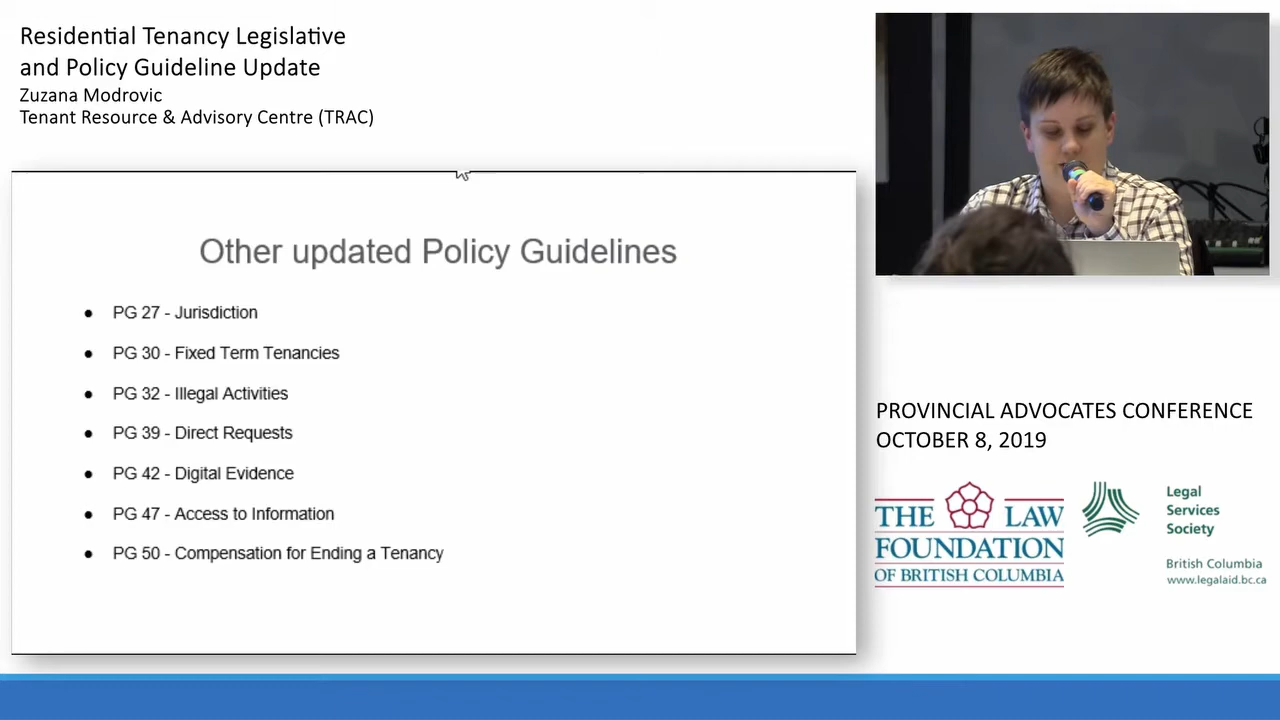 Residential Tenancy Legislative
and Policy Guideline Update
Zuzana Modrovic
Tenant Resource & Advisory Centre (TRAC)
Other updated Policy Guidelines
● PG 27 - Jurisdiction
● PG 30 - Fixed Term Tenancies
● PG 32 - Illegal Activities
● PG 39 - Direct Requests
● PG 42 - Digital Evidence
● PG 47 - Access to Information
● PG 50 - Compensation for Ending a Tenancy
PROVINCIAL ADVOCATES CONFERENCE
OCTOBER 8, 2019
THE LAW
FOUNDATION
OF BRITISH COLUMBIA
Legal
Services
Society
British Columbia
www.legalaid.bc.ca